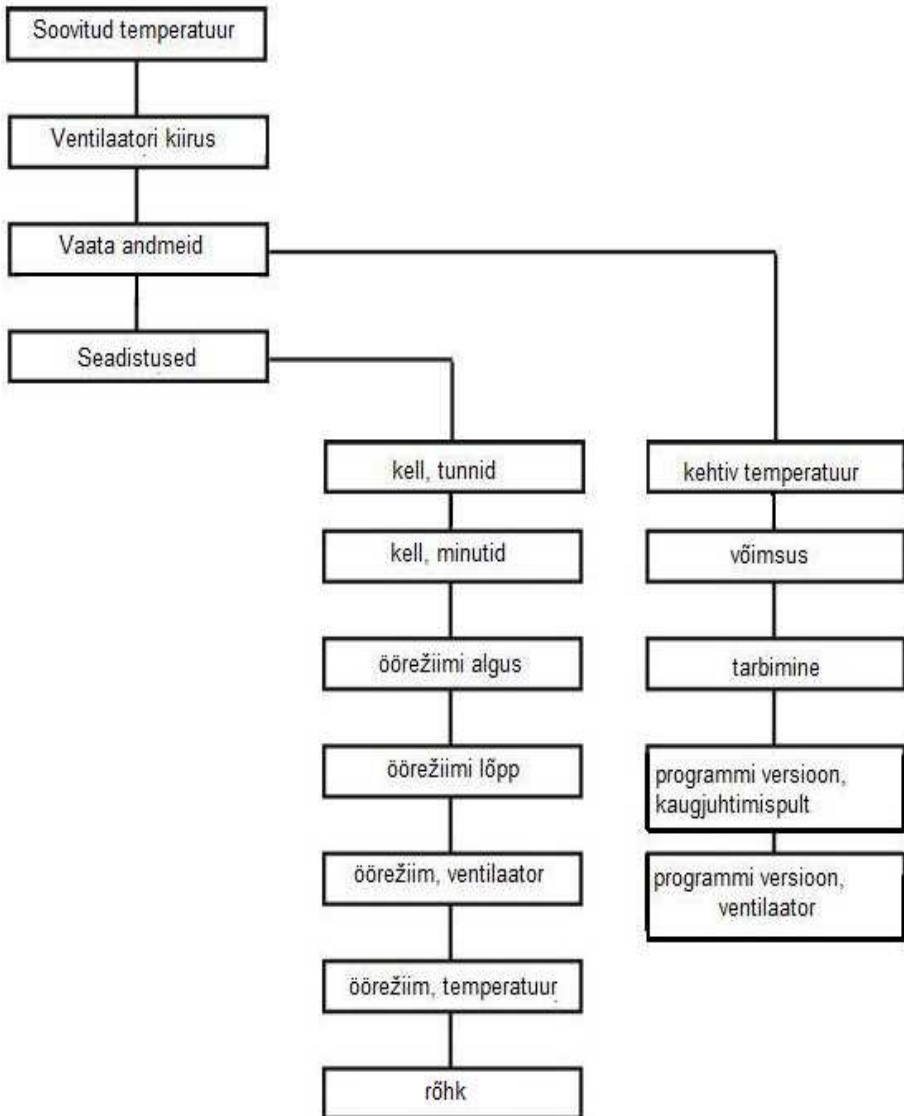 Soovitud temperatuur
Ventilaatori kiirus
Vaata andmeid
Seadistused
kell, tunnid
kell, minutid
öörežiimi algus
öörežiimi lõpp
öörežiim, ventilaator
öörežiim, temperatuur
rõhk
kehtiv temperatuur
võimsus
tarbimine
programmi versioon,
kaugjuhtimispult
programmi versioon,
ventilaator